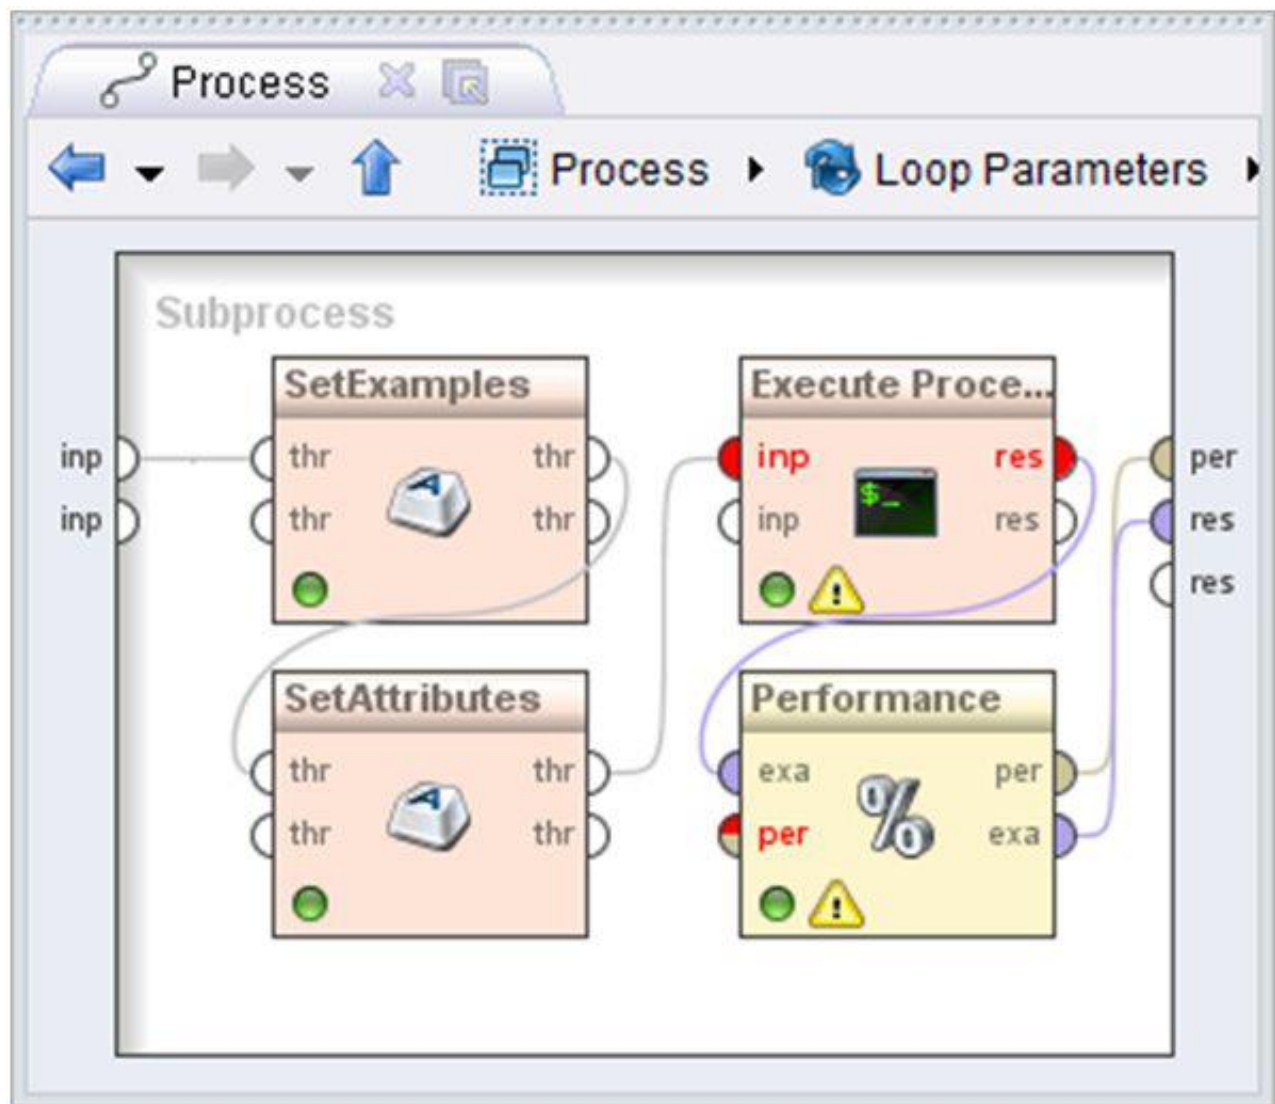 Process
Process Loop Parameters
Subprocess
SetExamples
inp thr thr
inp thr thr
Execute Proce...
inp res per
inp res res
res
SetAttributes
thr thr
thr thr
Performance
exa per
per exa